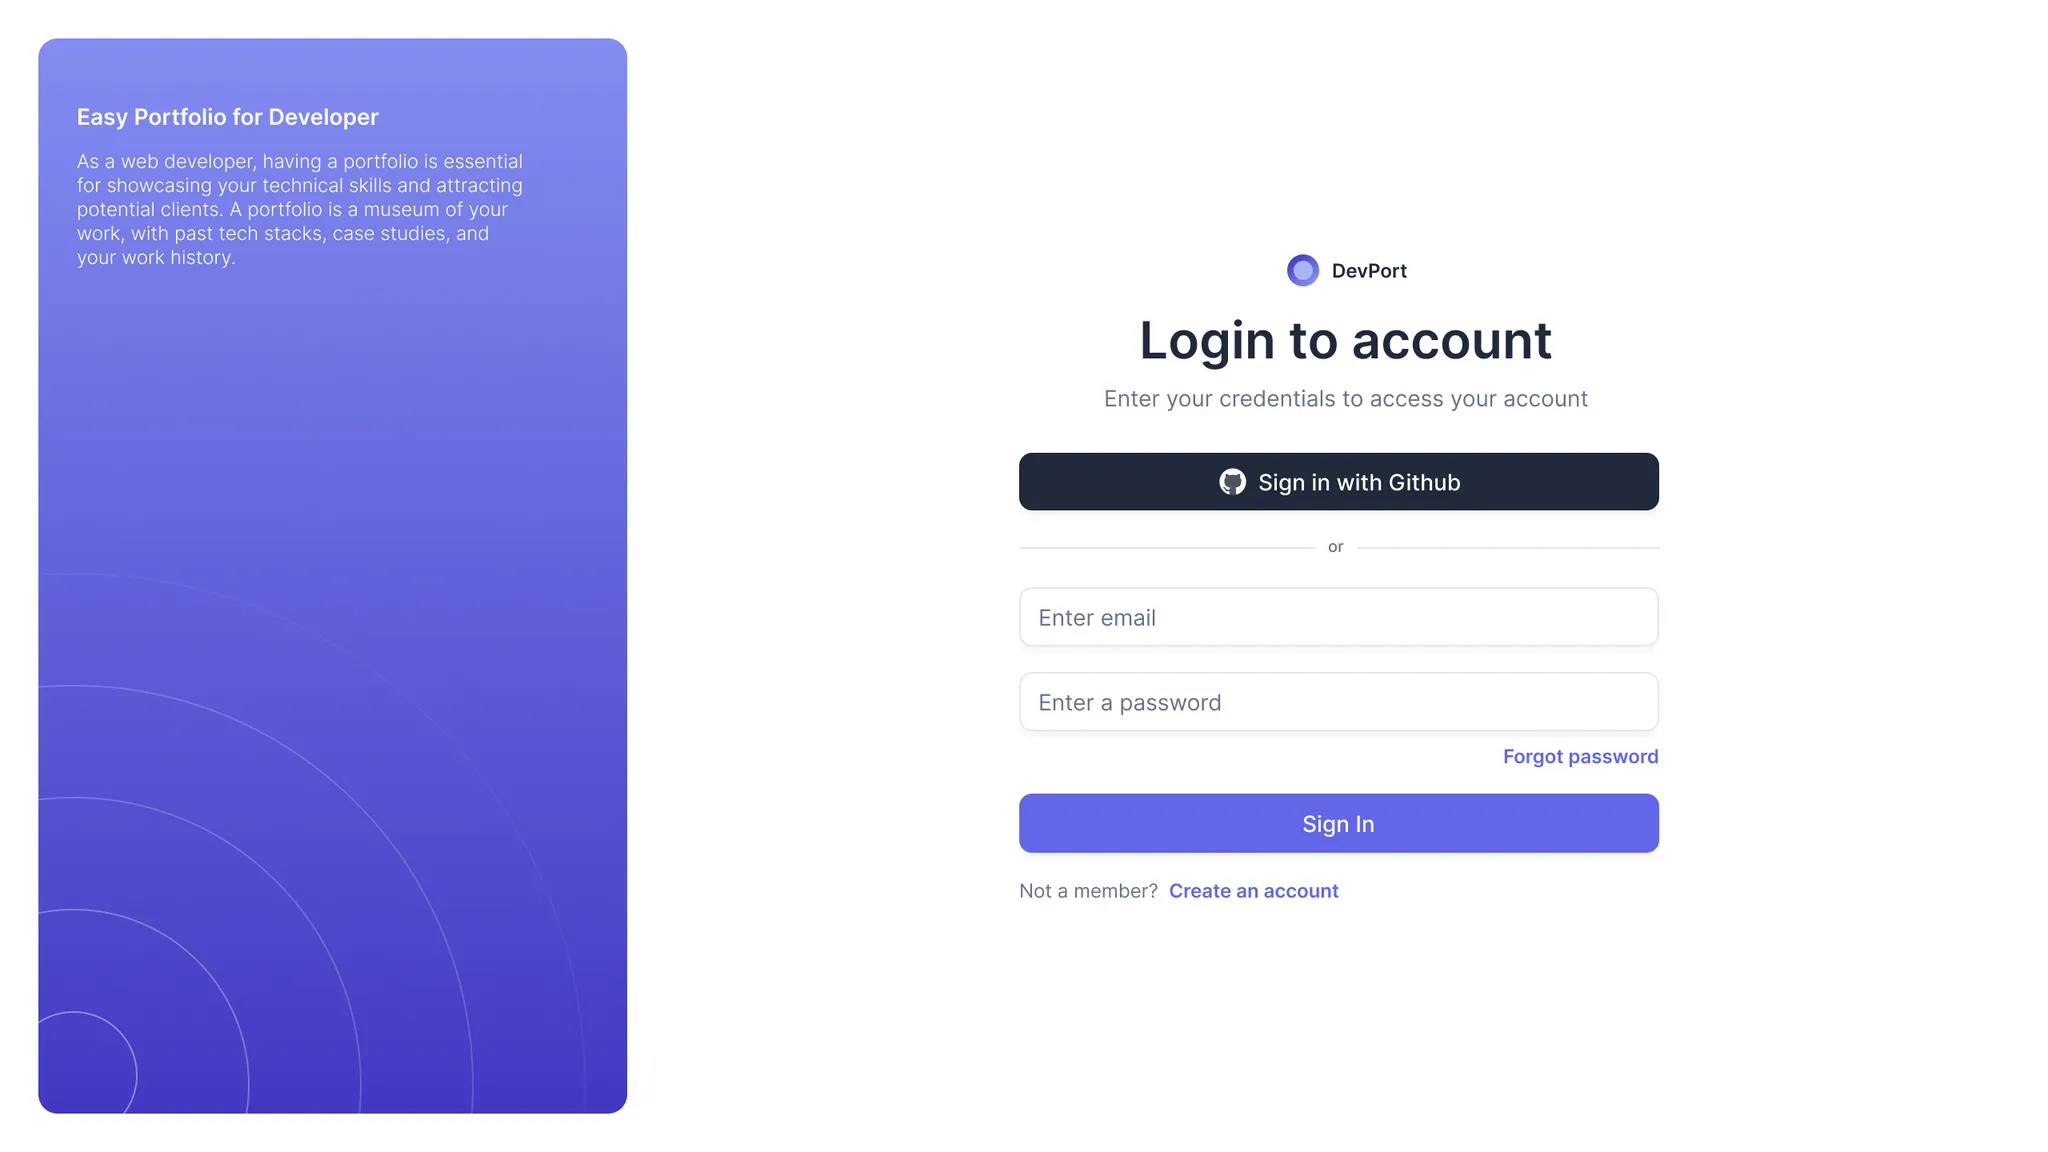 Easy Portfolio for Developer
As a web developer, having a portfolio is essential
for showcasing your technical skills and attracting
potential clients. A portfolio is a museum of your
work, with past tech stacks, case studies, and
your work history.
DevPort
Login to account
Enter your credentials to access your account
Sign in with Github
or
Enter email
Enter a password
Forgot password
Sign In
Not a member? Create an account